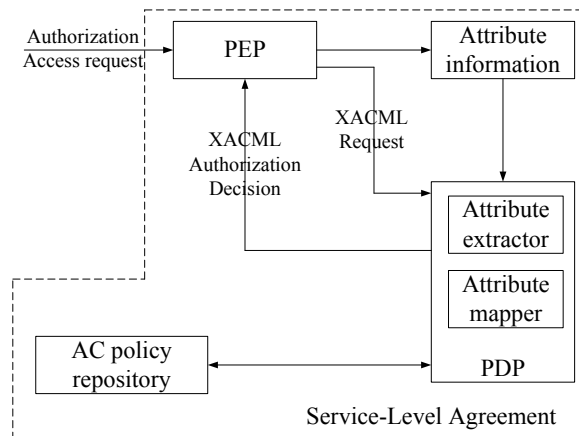 Authorization
Access request
PEP
Attribute
information
XACML
Authorization
Decision
XACML
Request
Attribute
extractor
Attribute
mapper
PDP
AC policy
repository
Service-Level Agreement